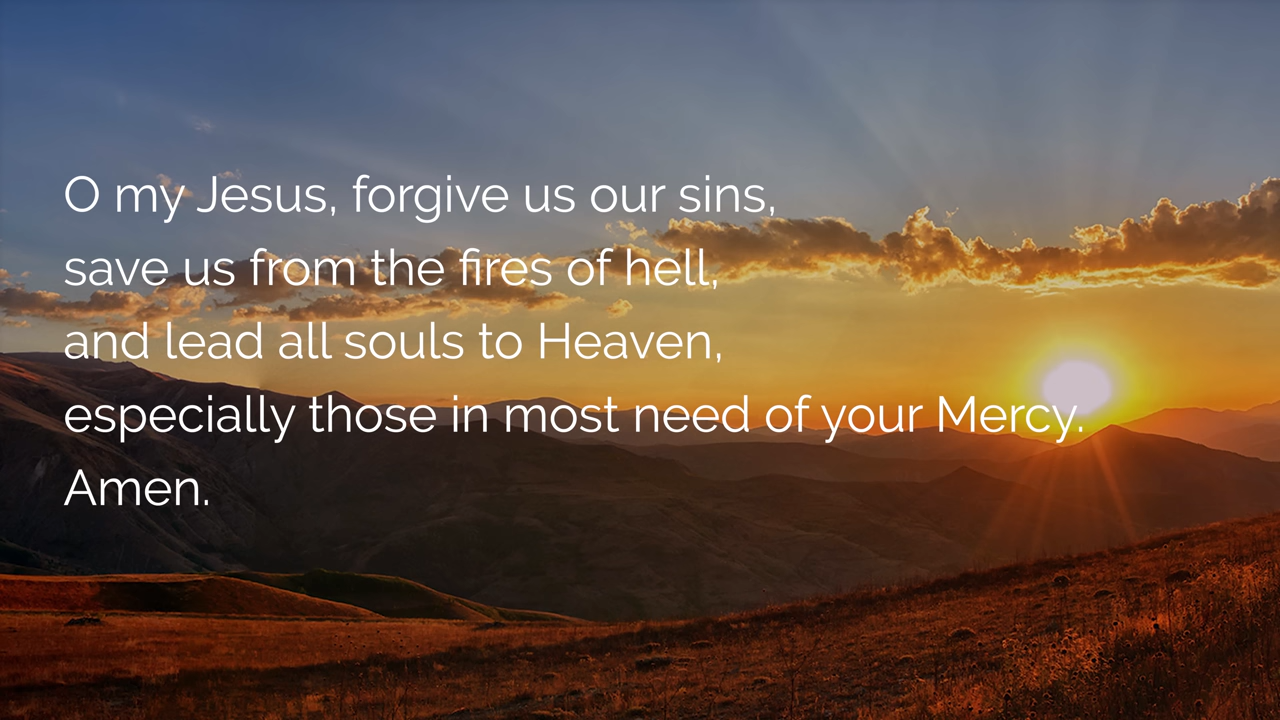 O my Jesus, forgive us our sins,
save us from the fires of hell,
and lead all souls to Heaven,
especially those in most need of your Mercy.
Amen.